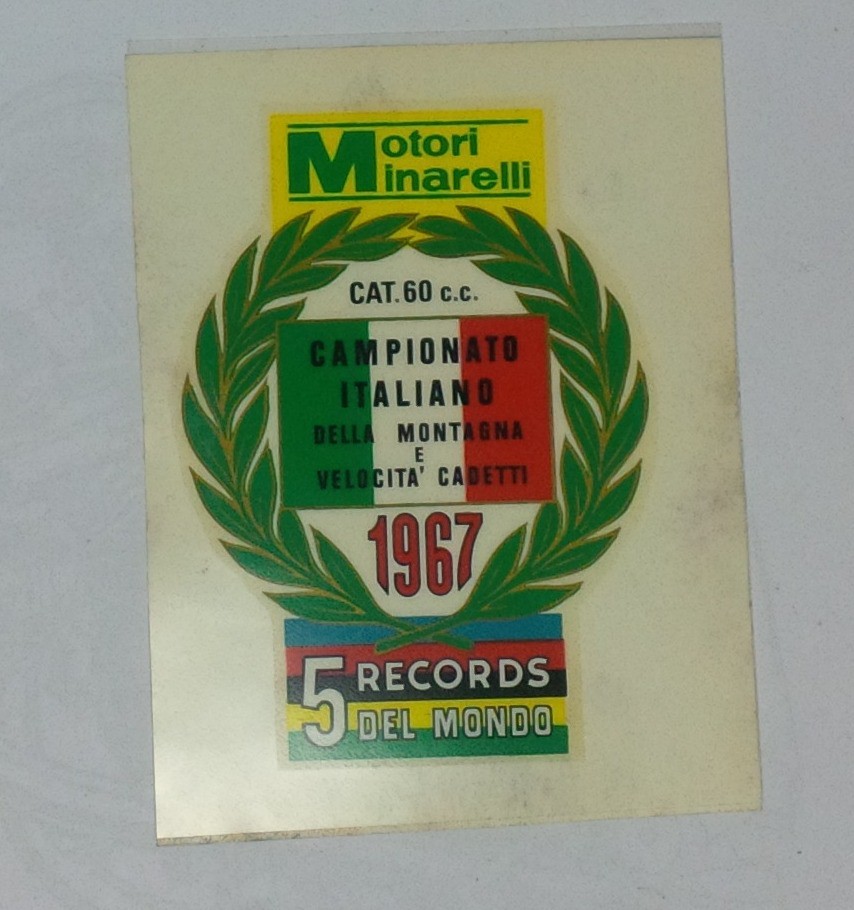 Motori
Minarelli
CAT. 60 c.c.
CAMPIONATO
ITALIANO
DELLA MONTAGNA
E
VELOCITA' CADETTI
1967
5 RECORDS
DEL MONDO